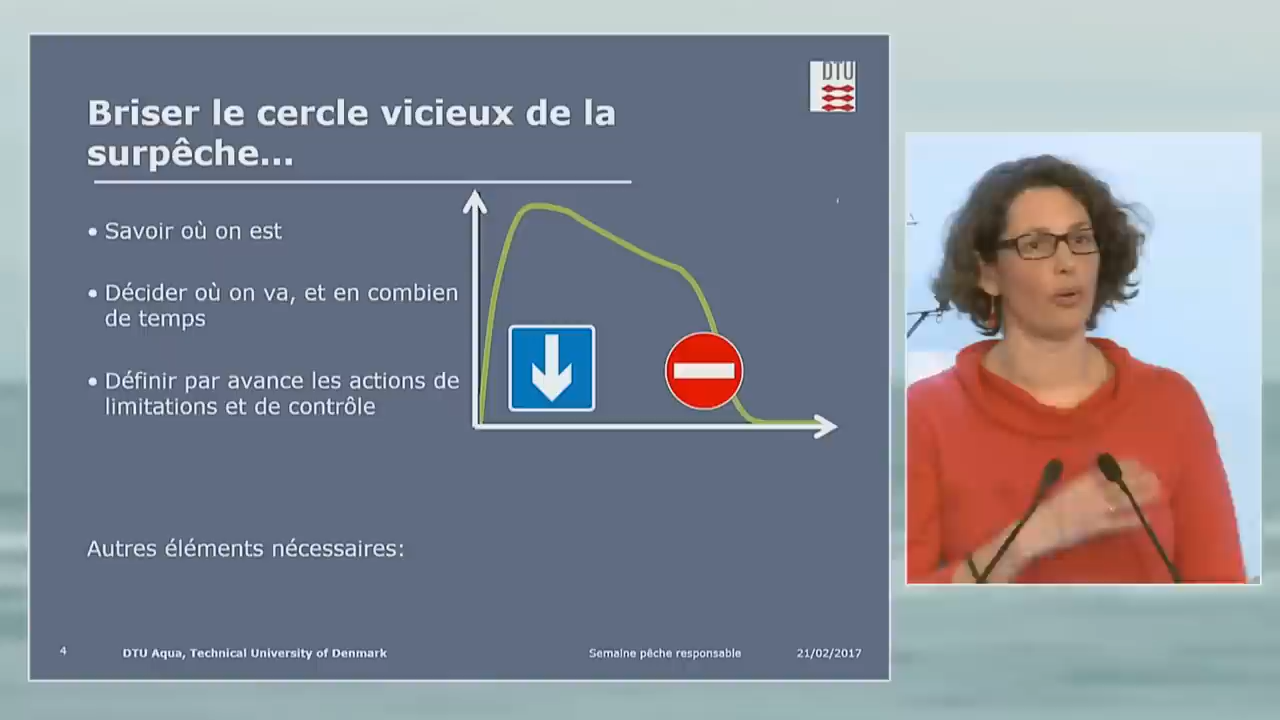 DTU
Briser le cercle vicieux de la
surpêche...
• Savoir où on est
• Décider où on va, et en combien
de temps
• Définir par avance les actions de
limitations et de contrôle
Autres éléments nécessaires:
4 DTU Aqua, Technical University of Denmark Semaine pêche responsable 21/02/2017